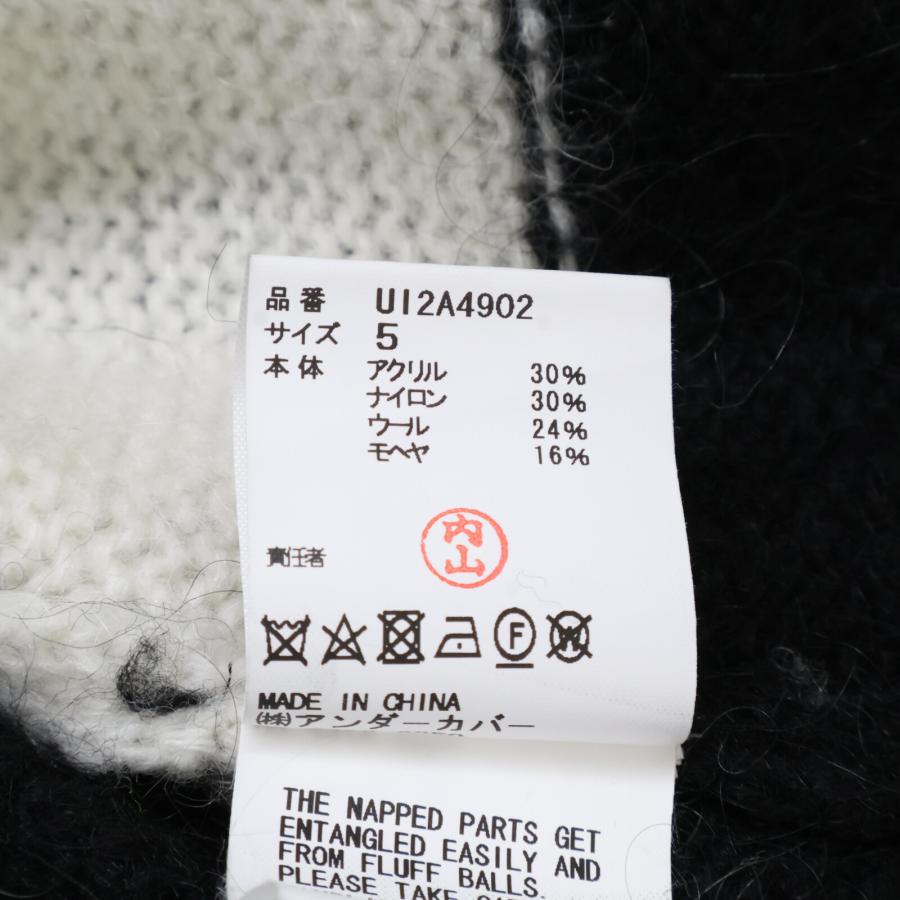 品番 UI2A4902
サイズ 5
本体 アクリル 30%
ナイロン 30%
ウール 24%
モヘヤ 16%
責任者 内山
F W
MADE IN CHINA
㈱アンダーカバー
THE NAPPED PARTS GET
ENTANGLED EASILY AND
FROM FLUFF BALLS.
PLEASE TAKE